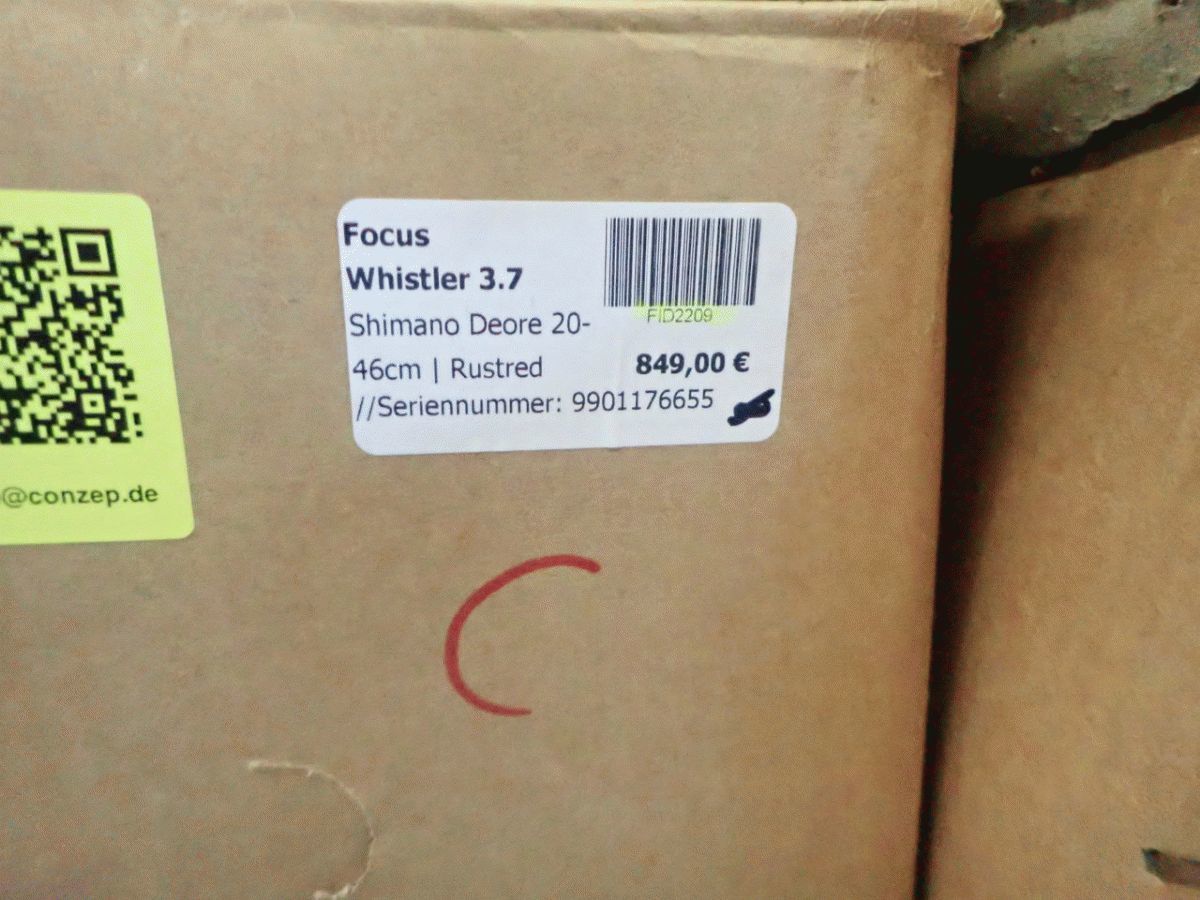 Focus
Whistler 3.7
Shimano Deore 20-
46cm | Rustred
//Seriennummer: 9901176655
FID2209
849,00 €
@conzep.de
C